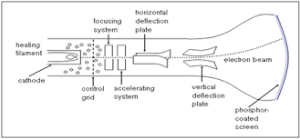 focusing
system
horizontal
deflection
plate
heating
filament
electron beam
cathode
control
grid
accelerating
system
vertical
deflection
plate
phosphor-
coated
screen